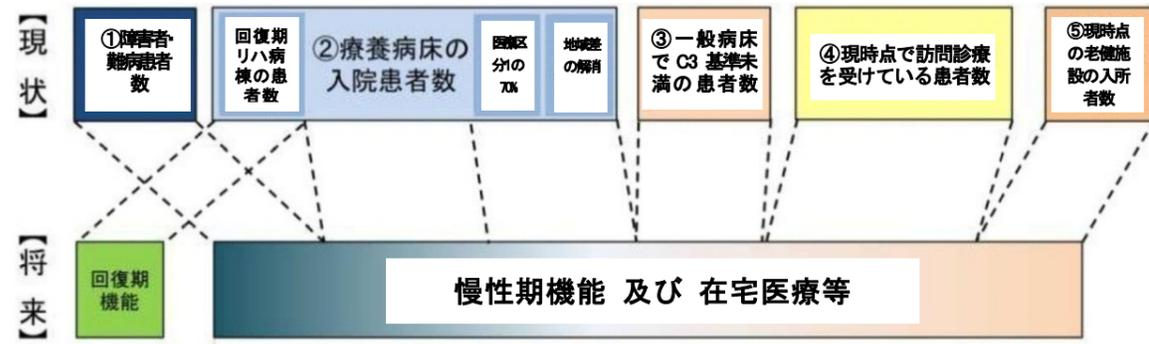 【現状】
①障害者・
難病患者
数
回復期
リハ病
棟の患
者数
②療養病床の
入院患者数
医療区
分1の
70%
地域差
の解消
③一般病床
で C3 基準未
満の患者数
④現時点で訪問診療
を受けている患者数
⑤現時点
の老健施
設の入所
者数
【将来】
回復期
機能
慢性期機能 及び 在宅医療等